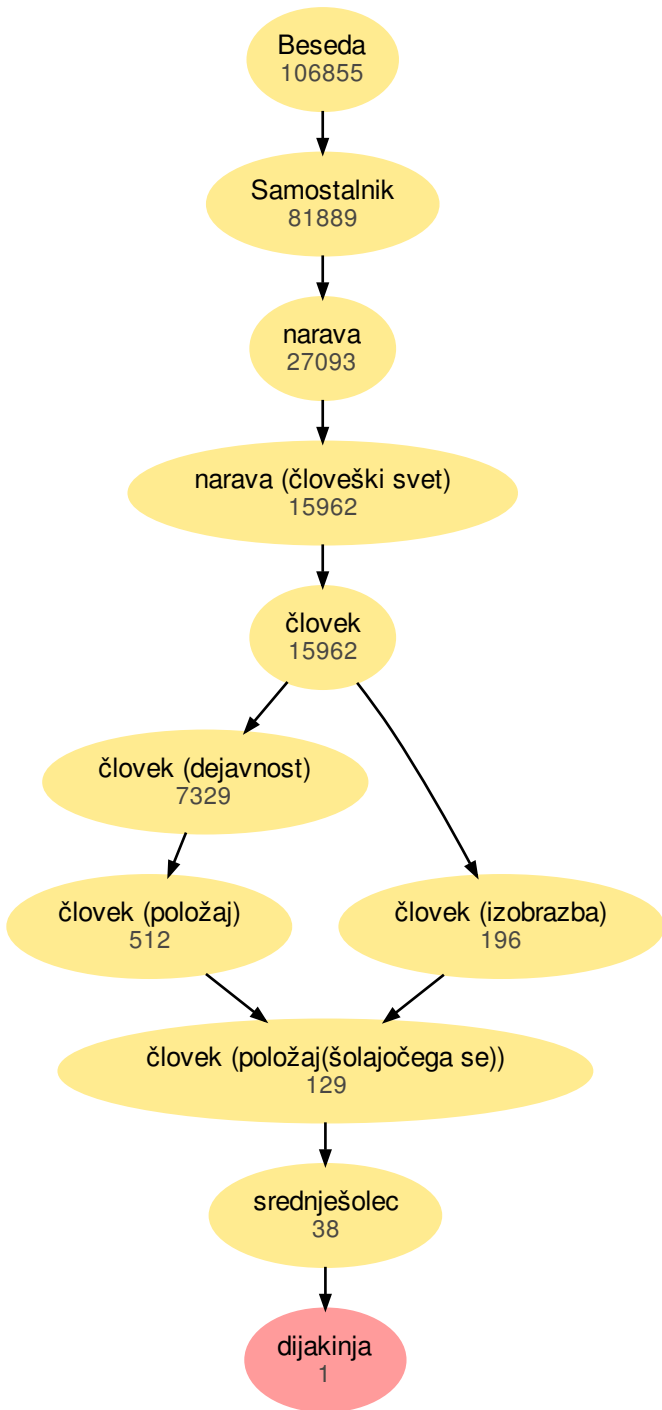 Beseda
106855
Samostalnik
81889
narava
27093
narava (človeški svet)
15962
človek
15962
človek (dejavnost)
7329
človek (položaj)
512
človek (izobrazba)
196
človek (položaj(šolajočega se))
129
srednješolec
38
dijakinja
1